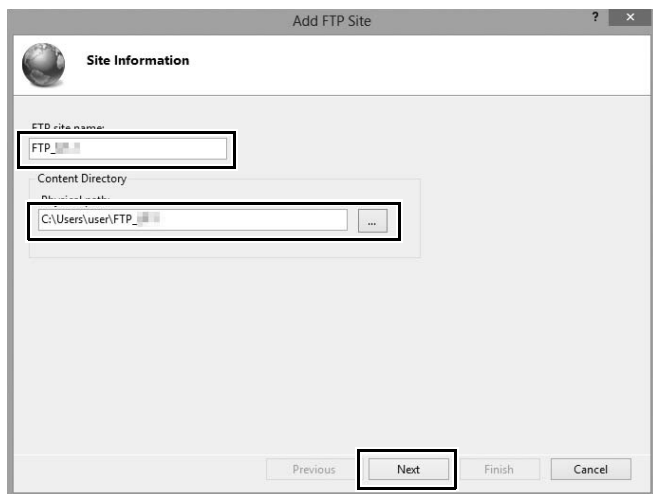 Add FTP Site
?
×
Site Information
FTP site name:
FTP_
Content Directory
Physical path:
C:\Users\user\FTP_
...
Previous
Next
Finish
Cancel